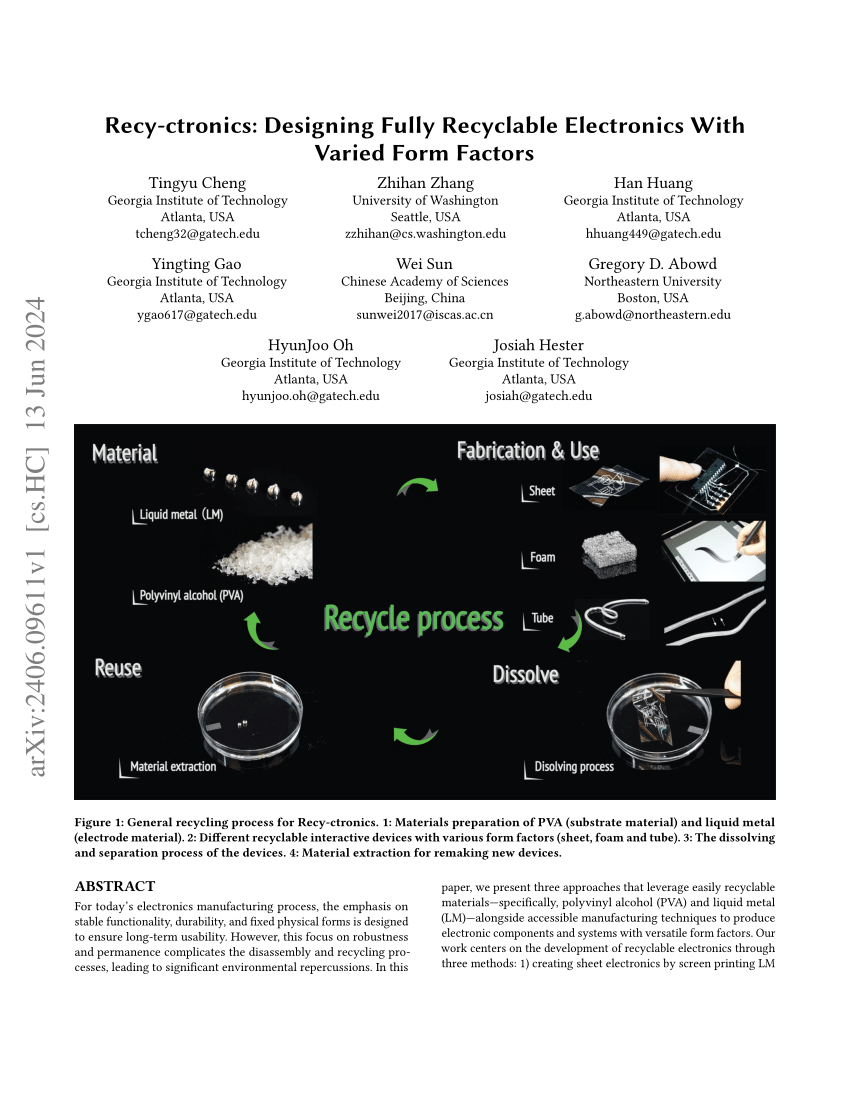 Recy-ctronics: Designing Fully Recyclable Electronics With
Varied Form Factors
Tingyu Cheng
Georgia Institute of Technology
Atlanta, USA
tcheng32@gatech.edu
Zhihan Zhang
University of Washington
Seattle, USA
zzhihan@cs.washington.edu
Han Huang
Georgia Institute of Technology
Atlanta, USA
hhuang449@gatech.edu
Yingting Gao
Georgia Institute of Technology
Atlanta, USA
ygao617@gatech.edu
Wei Sun
Chinese Academy of Sciences
Beijing, China
sunwei2017@iscas.ac.cn
Gregory D. Abowd
Northeastern University
Boston, USA
g.abowd@northeastern.edu
HyunJoo Oh
Georgia Institute of Technology
Atlanta, USA
hyunjoo.oh@gatech.edu
Josiah Hester
Georgia Institute of Technology
Atlanta, USA
josiah@gatech.edu
arXiv:2406.09611v1 [cs.HC] 13 Jun 2024
Material
Liquid metal (LM)
Polyvinyl alcohol (PVA)
Fabrication & Use
Sheet
Foam
Tube
Recycle process
Reuse
Material extraction
Dissolve
Disolving process
Figure 1: General recycling process for Recy-ctronics. 1: Materials preparation of PVA (substrate material) and liquid metal
(electrode material). 2: Different recyclable interactive devices with various form factors (sheet, foam and tube). 3: The dissolving
and separation process of the devices. 4: Material extraction for remaking new devices.
ABSTRACT
For today's electronics manufacturing process, the emphasis on
stable functionality, durability, and fixed physical forms is designed
to ensure long-term usability. However, this focus on robustness
and permanence complicates the disassembly and recycling pro-
cesses, leading to significant environmental repercussions. In this
paper, we present three approaches that leverage easily recyclable
materials—specifically, polyvinyl alcohol (PVA) and liquid metal
(LM)—alongside accessible manufacturing techniques to produce
electronic components and systems with versatile form factors. Our
work centers on the development of recyclable electronics through
three methods: 1) creating sheet electronics by screen printing LM